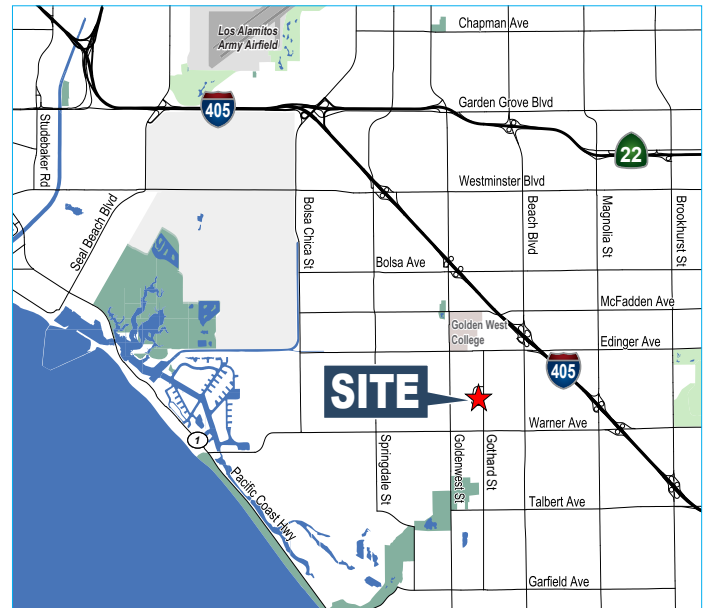 Chapman Ave
Los Alamitos
Army Airfield
Garden Grove Blvd
405
Studebaker Rd
22
Westminster Blvd
Seal Beach Blvd
Bolsa Chica St
Beach Blvd
Magnolia St
Brookhurst St
Bolsa Ave
McFadden Ave
Golden West
College
Edinger Ave
405
SITE
Warner Ave
1
Springdale St
Goldenwest St
Gothard St
Pacific Coast Hwy
Talbert Ave
Garfield Ave